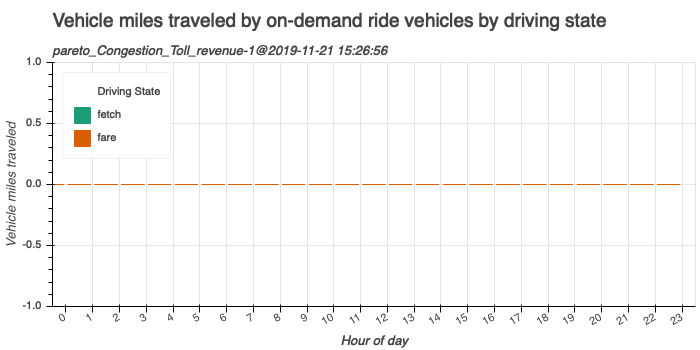 Vehicle miles traveled by on-demand ride vehicles by driving state
pareto_Congestion_Toll_revenue-1@2019-11-21 15:26:56
Driving State
fetch
fare
1.0
0.5
0.0
-0.5
-1.0
Vehicle miles traveled
0 1 2 3 4 5 6 7 8 9 10 11 12 13 14 15 16 17 18 19 20 21 22 23
Hour of day